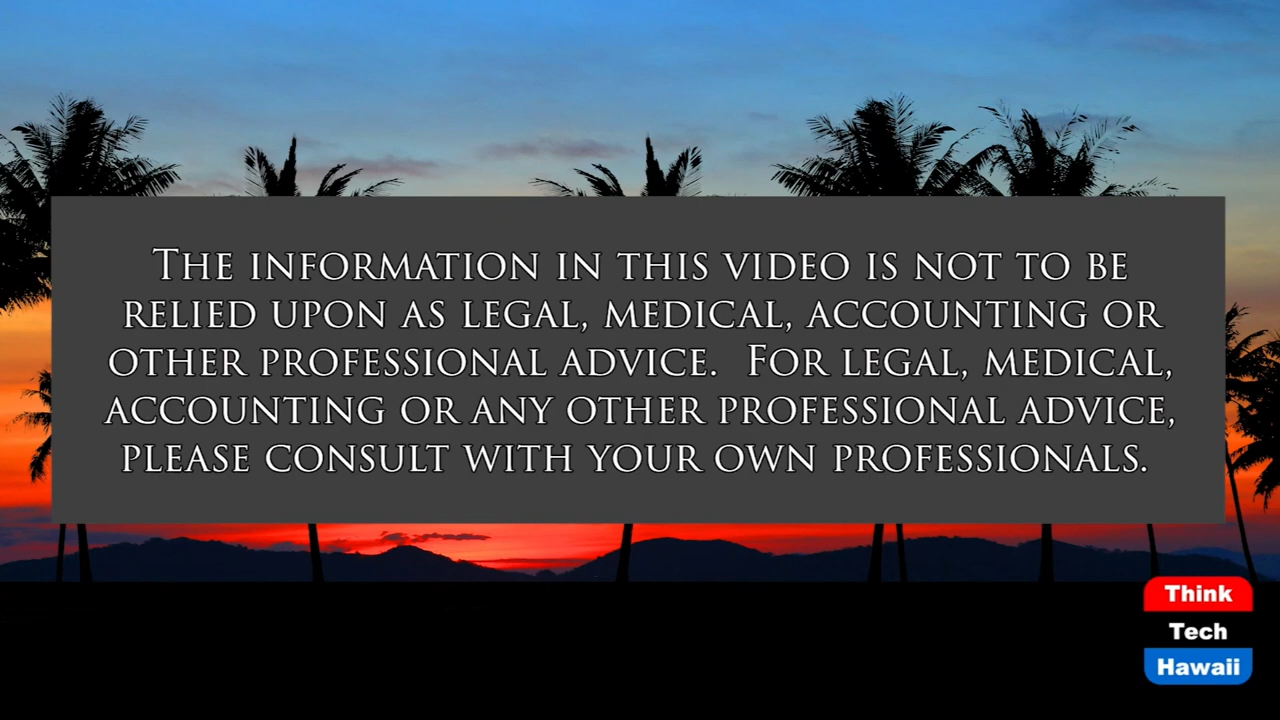 The information in this video is not to be
relied upon as legal, medical, accounting or
other professional advice.  For legal, medical,
accounting or any other professional advice,
please consult with your own professionals.
Think
Tech
Hawaii